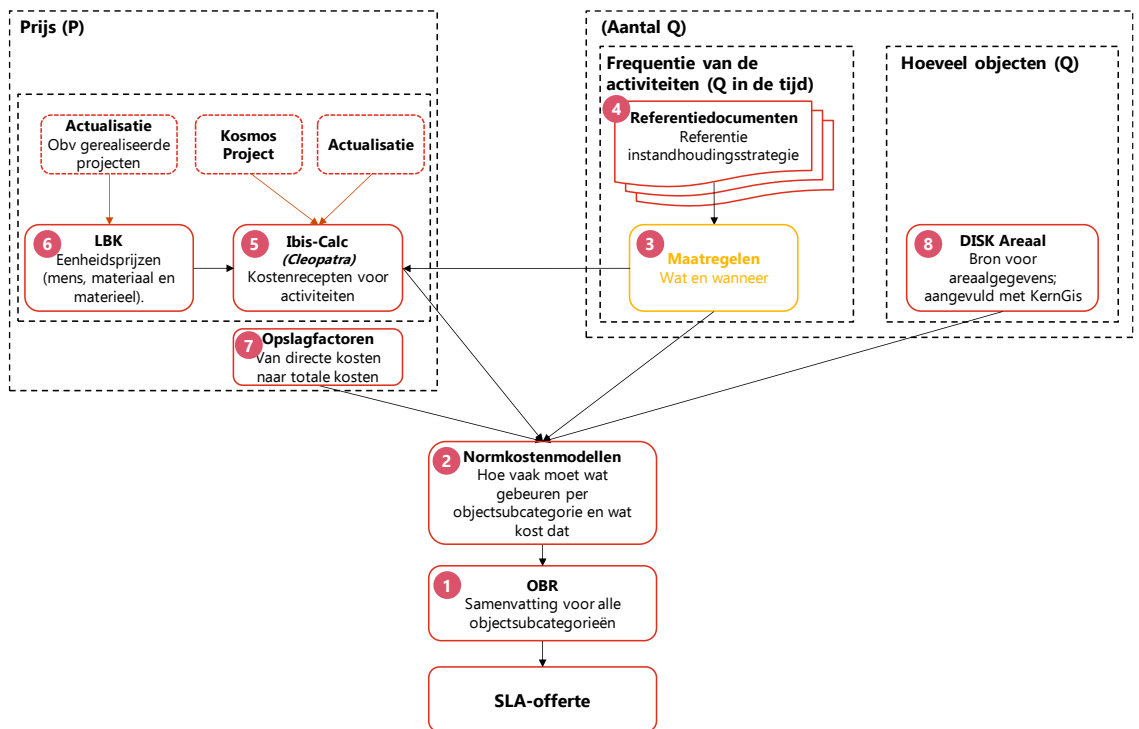 Prijs (P)
Actualisatie
Obv gerealiseerde
projecten
Kosmos
Project
Actualisatie
6
LBK
Eenheidsprijzen
(mens, materiaal en
materieel).
5
Ibis-Calc
(Cleopatra)
Kostenrecepten voor
activiteiten
7
Opslagfactoren
Van directe kosten
naar totale kosten
(Aantal Q)
Frequentie van de
activiteiten (Q in de tijd)
4
Referentiedocumenten
Referentie
instandhoudingsstrategie
3
Maatregelen
Wat en wanneer
Hoeveel objecten (Q)
8
DISK Areaal
Bron voor
areaalgegevens;
aangevuld met KernGis
2
Normkostenmodellen
Hoe vaak moet wat
gebeuren per
objectsubcategorie en wat
kost dat
1
OBR
Samenvatting voor alle
objectsubcategorieën
SLA-offerte